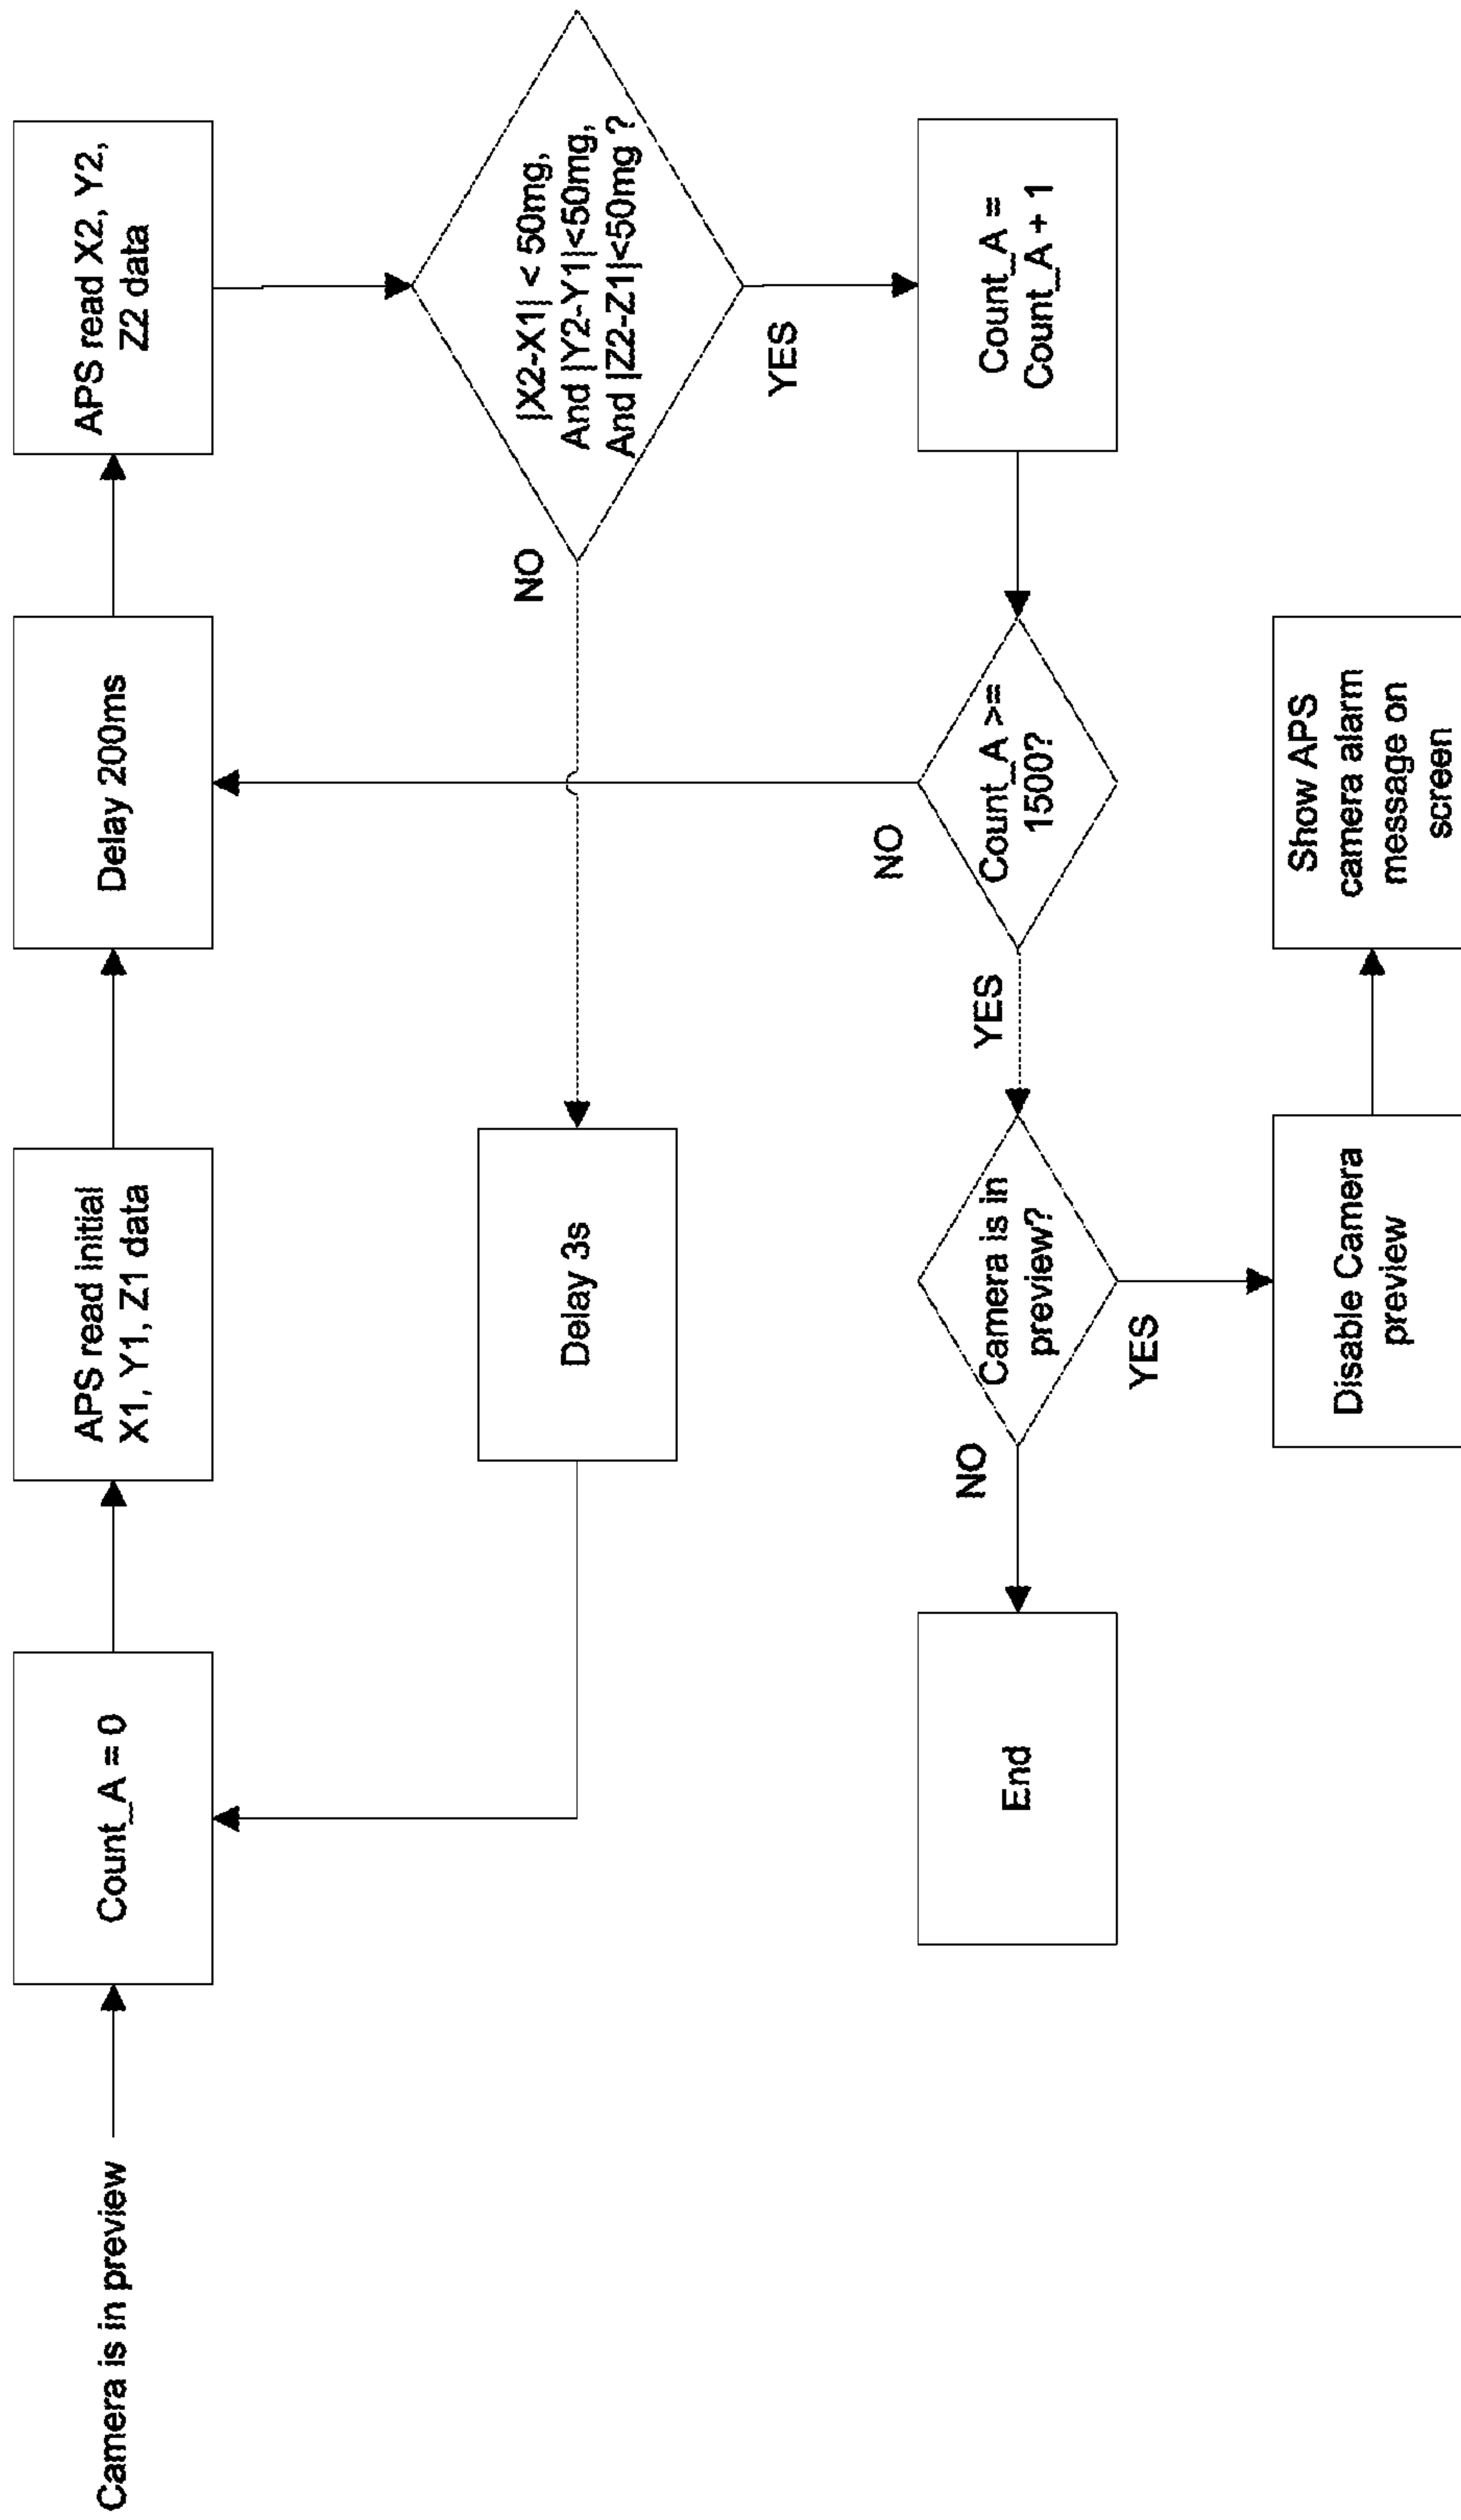 Camera is in preview
Count_A = 0
APS read initial
X1, Y1, Z1 data
Delay 200ms
APS read X2, Y2,
Z2 data
|X2-X1| < 50mg,
And |Y2-Y1|<50mg,
And |Z2-Z1|<50mg ?
NO
YES
Delay 3s
Count_A =
Count_A + 1
Count_A >=
1500?
NO
YES
Camera is in
preview?
NO
YES
End
Disable Camera
preview
Show APS
camera alarm
message on
screen